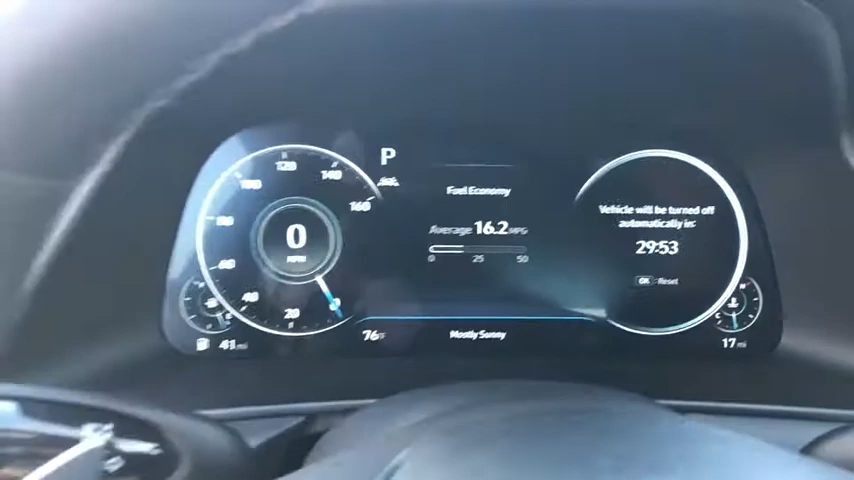 P
120
100
140
80
160
60
40
20
0
MPH
Fuel Economy
Average 16.2 MPG
0 25 50
Vehicle will be turned off
automatically in:
29:53
OK : Reset
H
C
41 mi
76°F
Mostly Sunny
17 mi